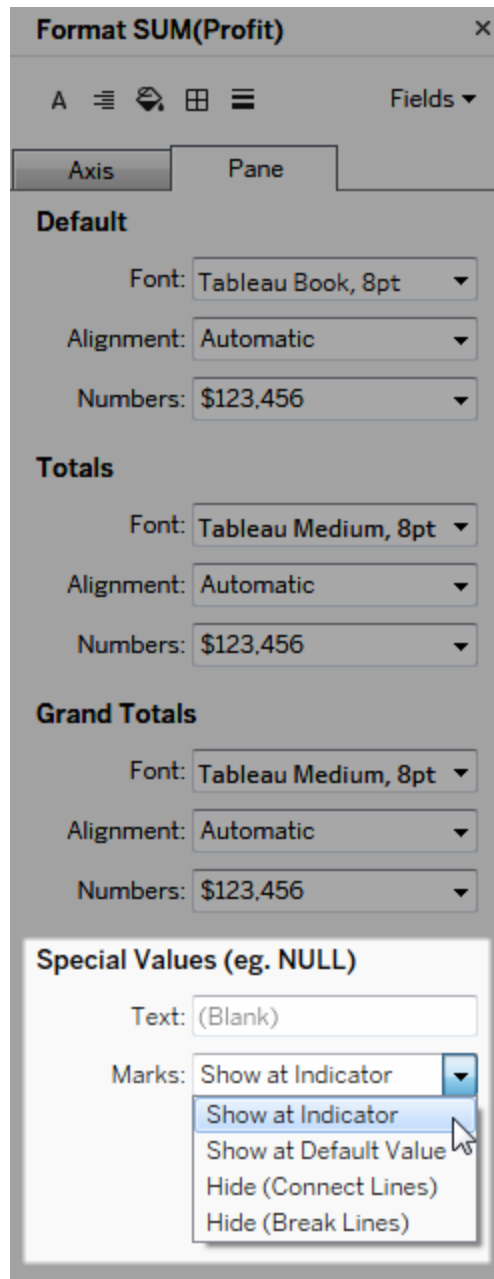 Format SUM(Profit) ×
A Fields
Axis Pane
Default
Font: Tableau Book, 8pt
Alignment: Automatic
Numbers: $123,456
Totals
Font: Tableau Medium, 8pt
Alignment: Automatic
Numbers: $123,456
Grand Totals
Font: Tableau Medium, 8pt
Alignment: Automatic
Numbers: $123,456
Special Values (eg. NULL)
Text: (Blank)
Marks: Show at Indicator
Show at Indicator
Show at Default Value
Hide (Connect Lines)
Hide (Break Lines)